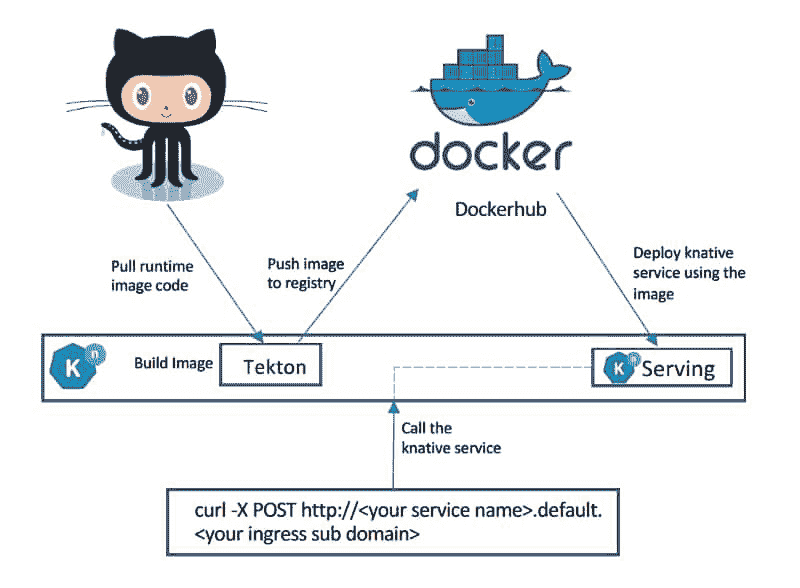 docker
Dockerhub
Pull runtime
image code
Push image
to registry
Deploy knative
service using the
image
K
n
Build Image
Tekton
K
n
Serving
Call the
knative service
curl -X POST http://<your service name>.default.
<your ingress sub domain>